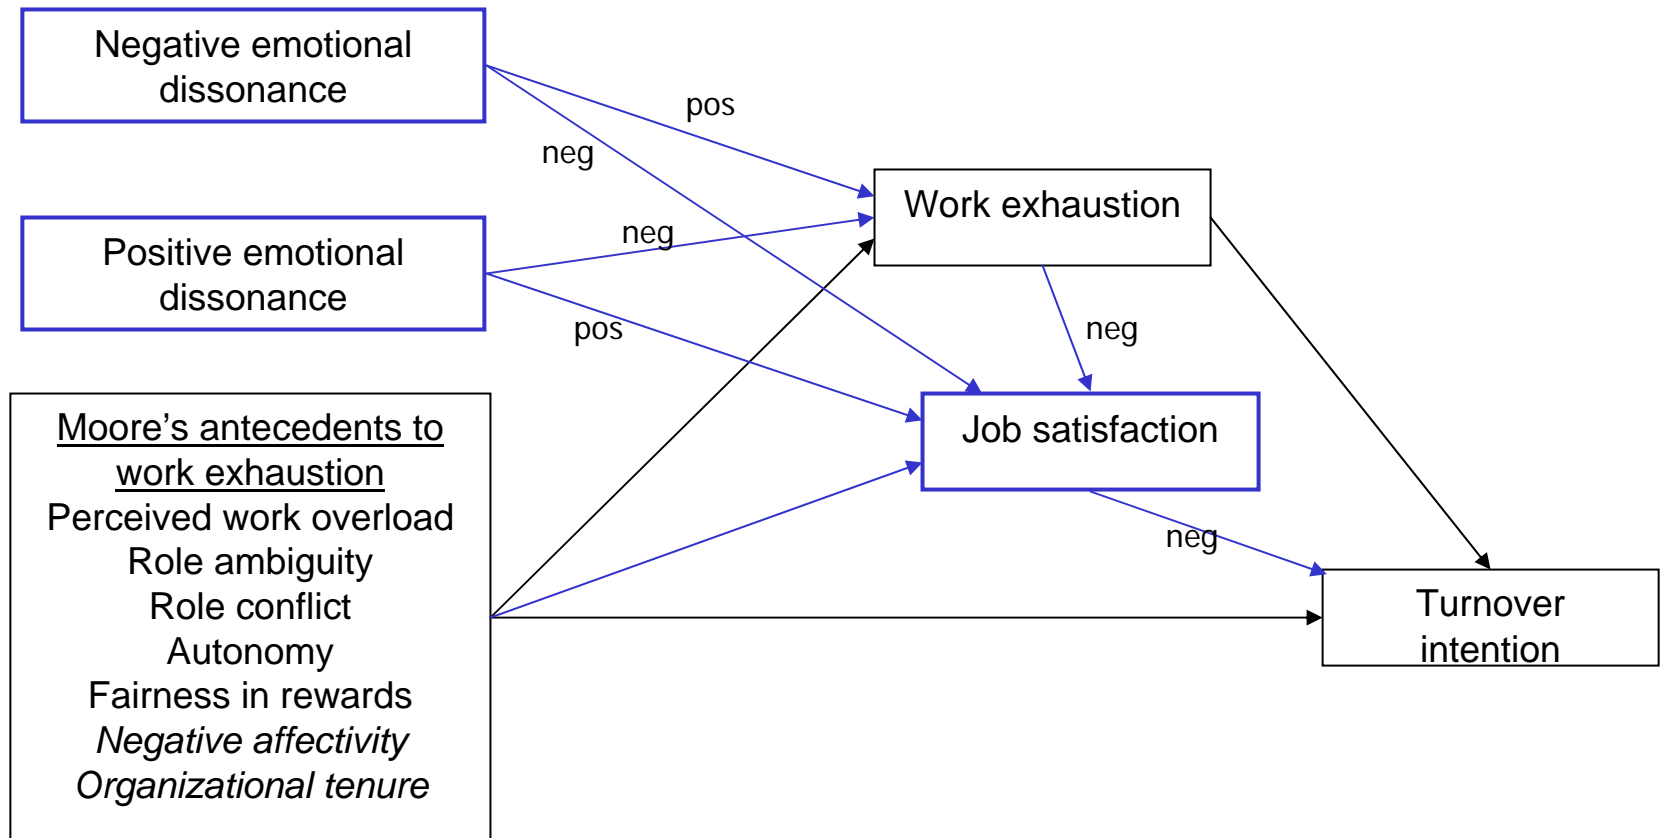 Negative emotional
dissonance
pos
neg
Work exhaustion
Positive emotional
dissonance
neg
pos
neg
Moore’s antecedents to
work exhaustion
Perceived work overload
Role ambiguity
Role conflict
Autonomy
Fairness in rewards
Negative affectivity
Organizational tenure
Job satisfaction
neg
Turnover
intention